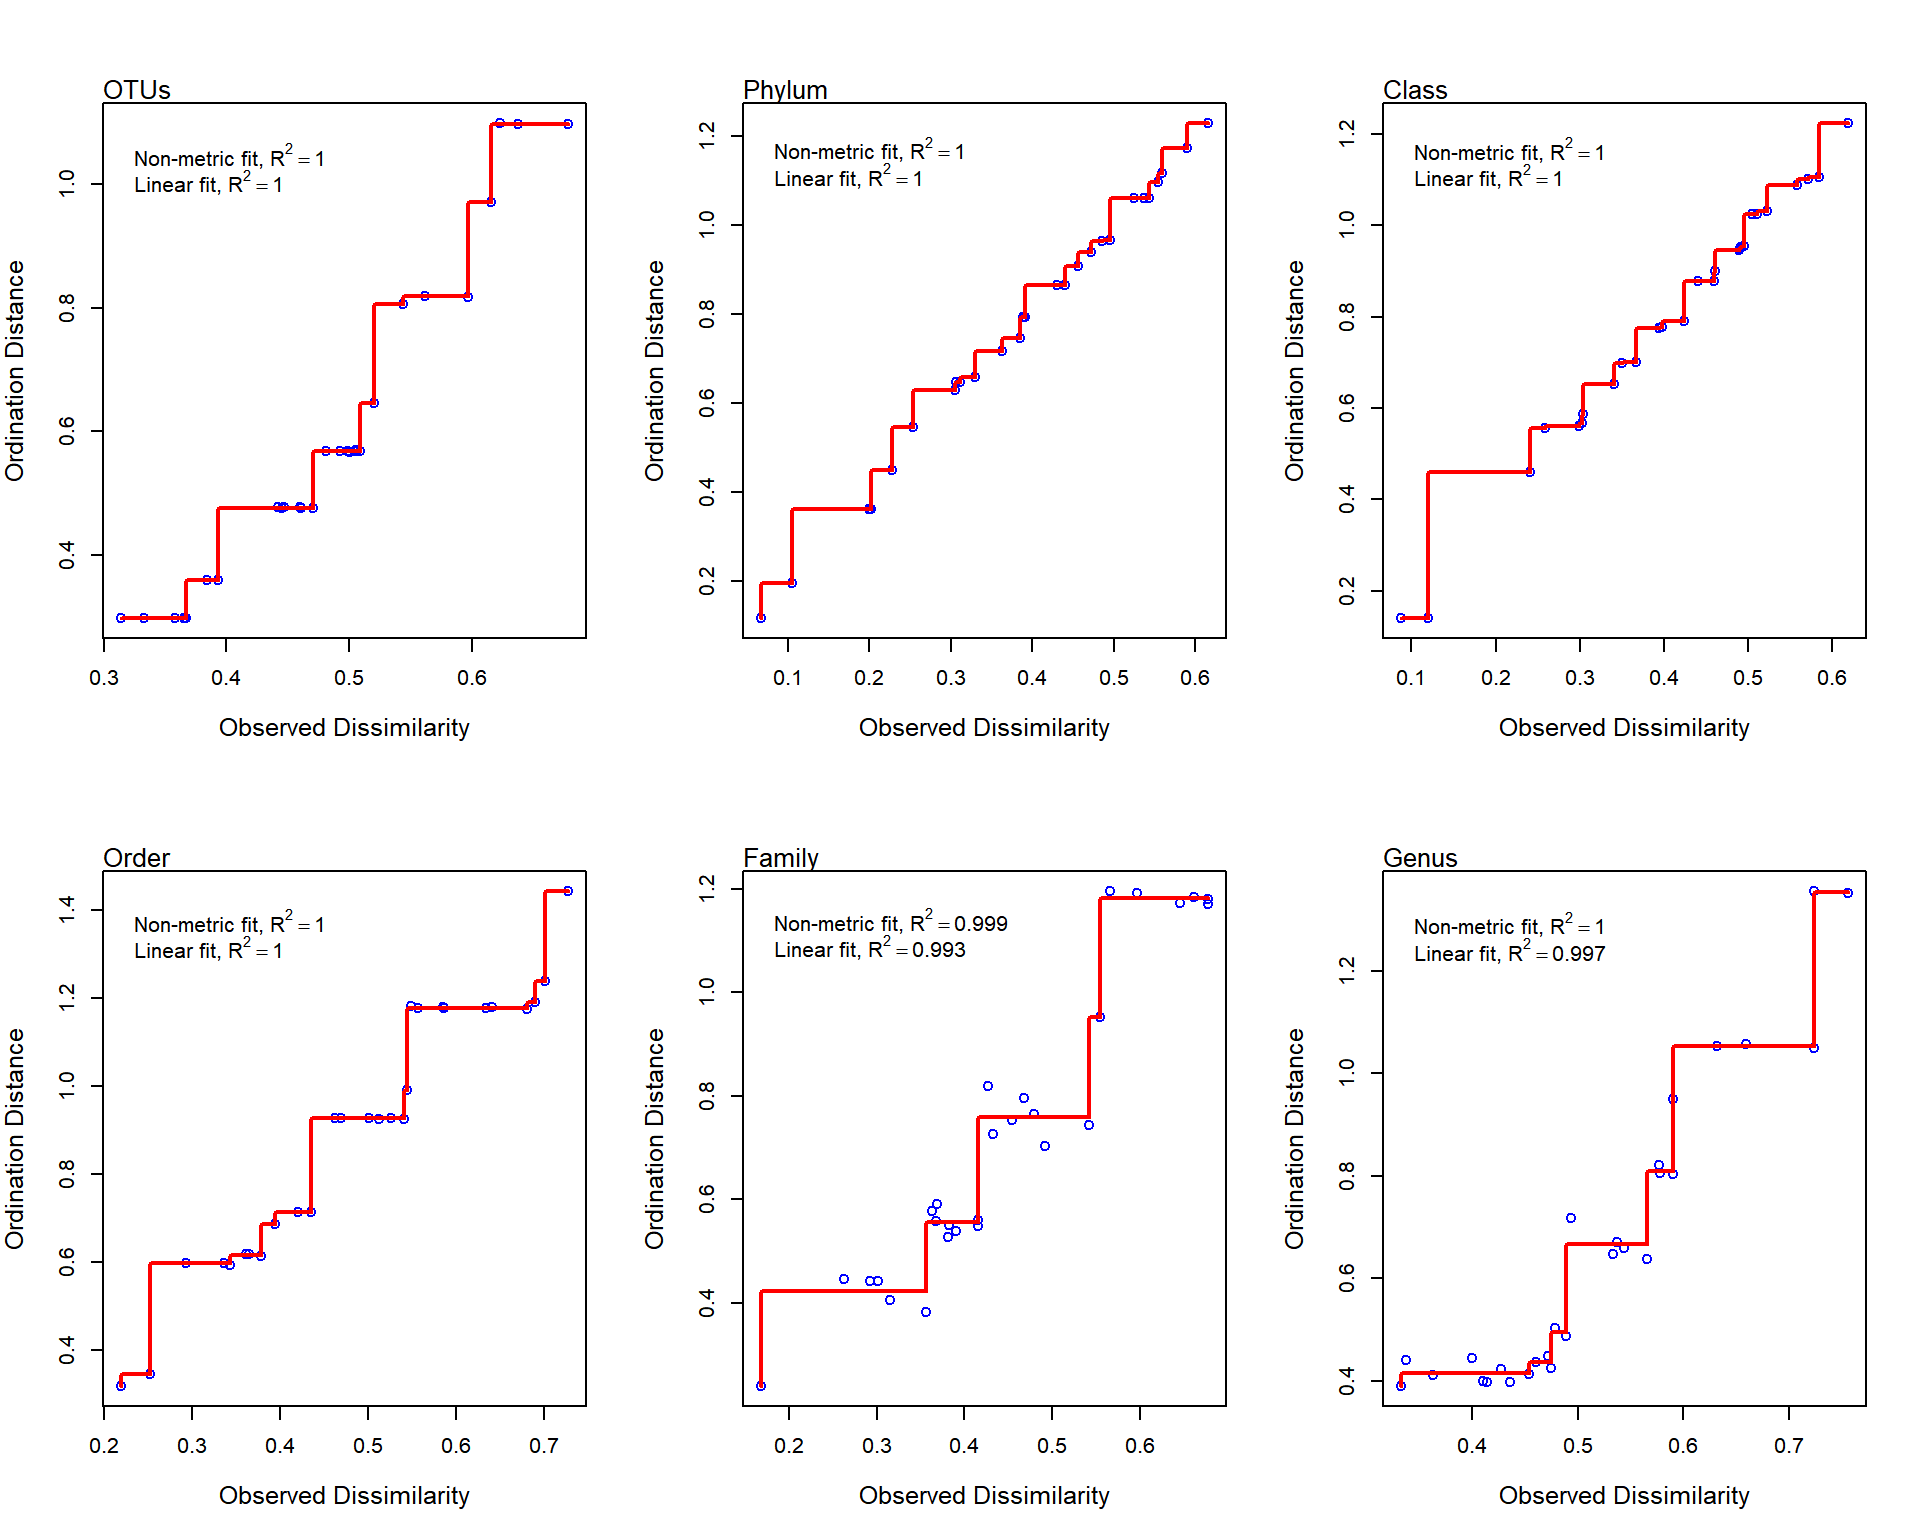 OTUs
Non-metric fit, R² = 1
Linear fit, R² = 1
0.4 0.6 0.8 1.0
Ordination Distance
0.3 0.4 0.5 0.6
Observed Dissimilarity
Phylum
Non-metric fit, R² = 1
Linear fit, R² = 1
0.2 0.4 0.6 0.8 1.0 1.2
Ordination Distance
0.1 0.2 0.3 0.4 0.5 0.6
Observed Dissimilarity
Class
Non-metric fit, R² = 1
Linear fit, R² = 1
0.2 0.4 0.6 0.8 1.0 1.2
Ordination Distance
0.1 0.2 0.3 0.4 0.5 0.6
Observed Dissimilarity
Order
Non-metric fit, R² = 1
Linear fit, R² = 1
0.4 0.6 0.8 1.0 1.2 1.4
Ordination Distance
0.2 0.3 0.4 0.5 0.6 0.7
Observed Dissimilarity
Family
Non-metric fit, R² = 0.999
Linear fit, R² = 0.993
0.4 0.6 0.8 1.0 1.2
Ordination Distance
0.2 0.3 0.4 0.5 0.6
Observed Dissimilarity
Genus
Non-metric fit, R² = 1
Linear fit, R² = 0.997
0.4 0.6 0.8 1.0 1.2
Ordination Distance
0.4 0.5 0.6 0.7
Observed Dissimilarity